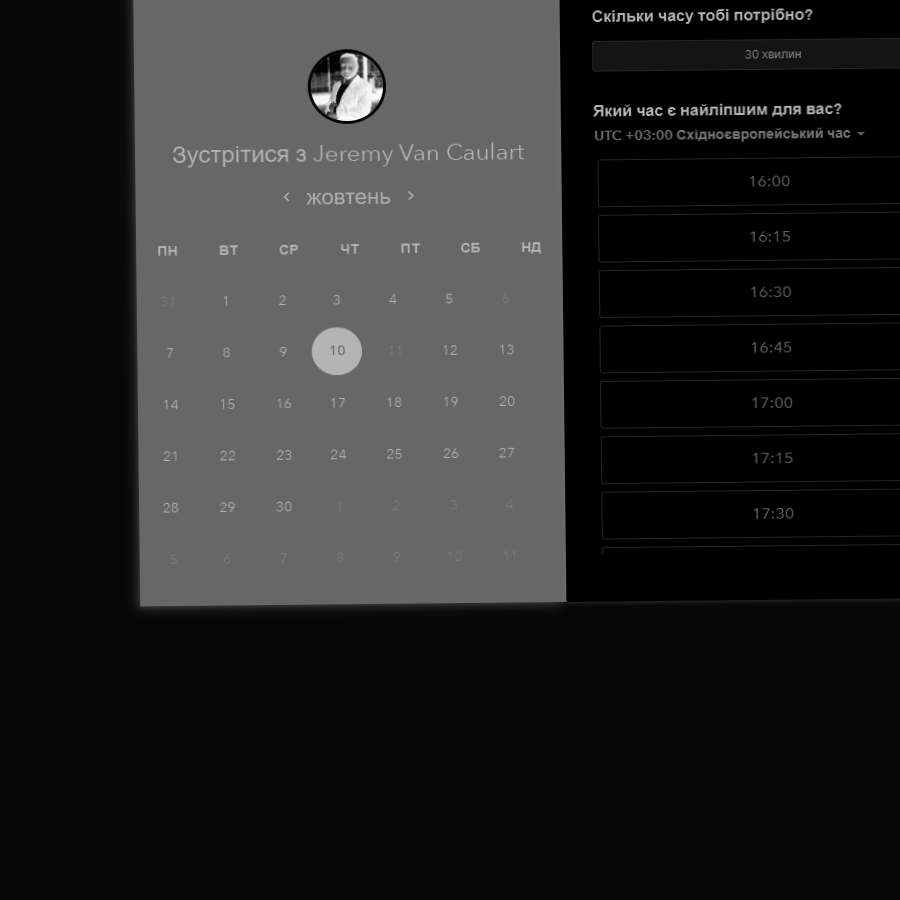 Зустрітися з Jeremy Van Caulart
жовтень
ПН ВТ СР ЧТ ПТ СБ НД
31 1 2 3 4 5 6
7 8 9 10 11 12 13
14 15 16 17 18 19 20
21 22 23 24 25 26 27
28 29 30 1 2 3 4
5 6 7 8 9 10 11
Скільки часу тобі потрібно?
30 хвилин
Який час є найліпшим для вас?
UTC +03:00 Східноєвропейський час
16:00
16:15
16:30
16:45
17:00
17:15
17:30